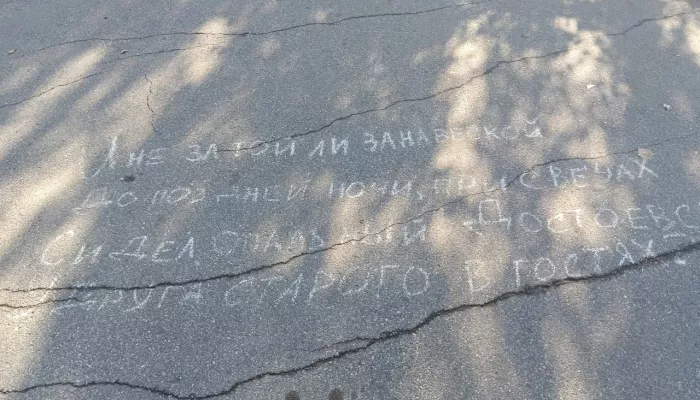 А не за той ли занавеской
До поздней ночи, при свечах
Сидел опальный Достоевс
У друга старого в гостях.